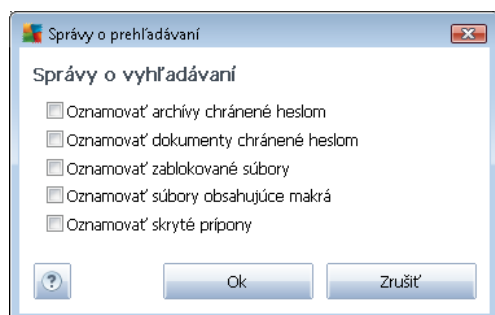 Správy o prehľadávaní
Správy o vyhľadávaní
Oznamovať archívy chránené heslom
Oznamovať dokumenty chránené heslom
Oznamovať zablokované súbory
Oznamovať súbory obsahujúce makrá
Oznamovať skryté prípony
? Ok Zrušiť